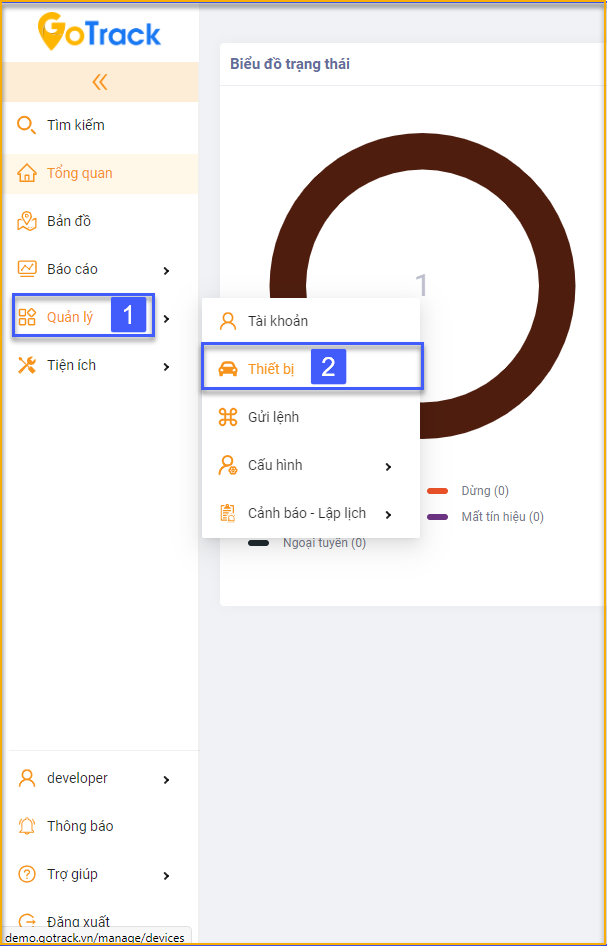 GoTrack
Tìm kiếm
Tổng quan
Bản đồ
Báo cáo
Quản lý 1
Tiện ích
developer
Thông báo
Trợ giúp
Đăng xuất
demo.gotrack.vn/manage/devices
Tài khoản
Thiết bị 2
Gửi lệnh
Cấu hình
Cảnh báo - Lập lịch
Biểu đồ trạng thái
1
Dừng (0)
Mất tín hiệu (0)
Ngoại tuyến (0)